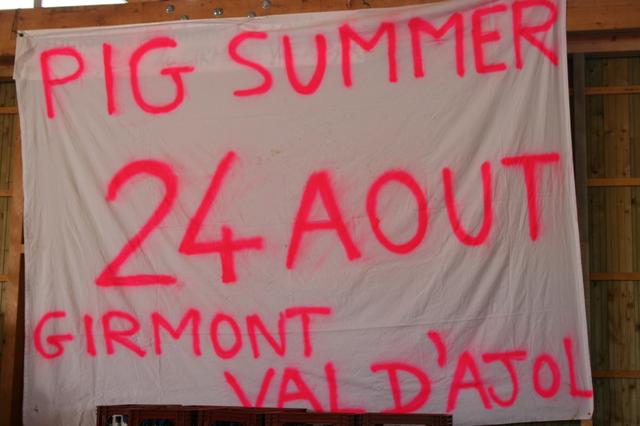 PIG SUMMER
24 AOUT
GIRMONT
VAL D'AJOL